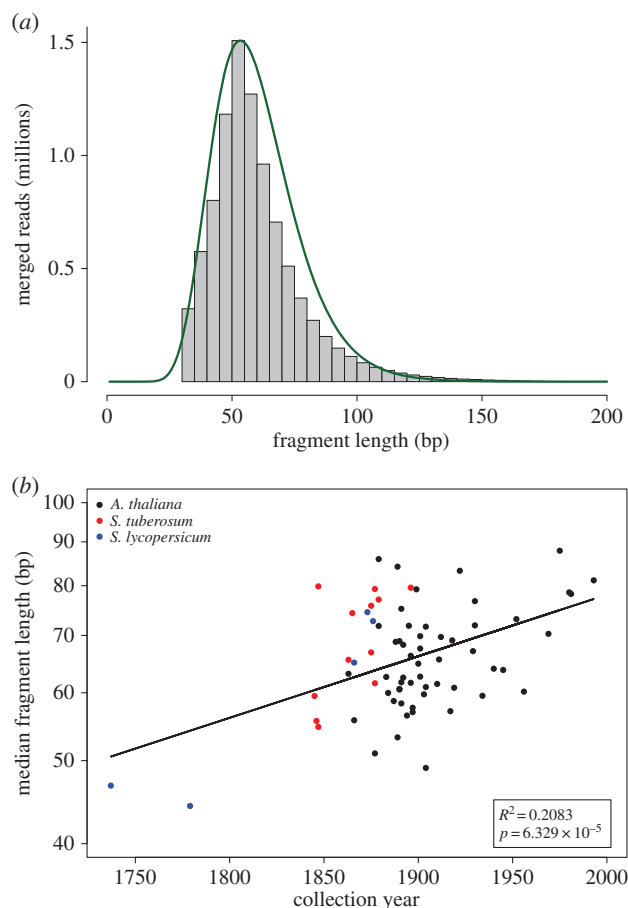 (a)
1.5
1.0
0.5
0
merged reads (millions)
0 50 100 150 200
fragment length (bp)
(b)
100
90
80
70
60
50
40
median fragment length (bp)
A. thaliana
S. tuberosum
S. lycopersicum
R² = 0.2083
p = 6.329 × 10⁻⁵
1750 1800 1850 1900 1950 2000
collection year